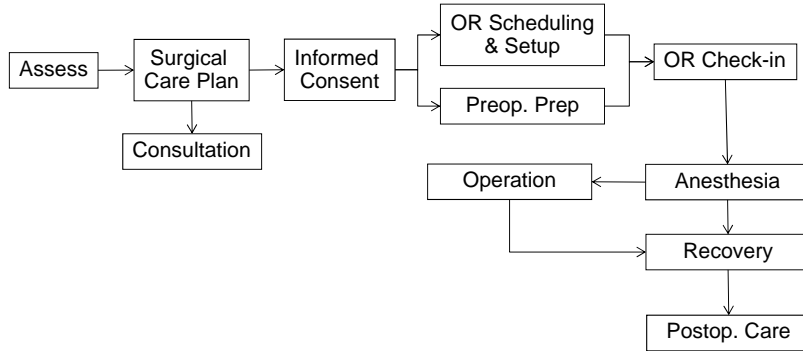 Assess
Surgical
Care Plan
Consultation
Informed
Consent
OR Scheduling
& Setup
Preop. Prep
OR Check-in
Operation
Anesthesia
Recovery
Postop. Care